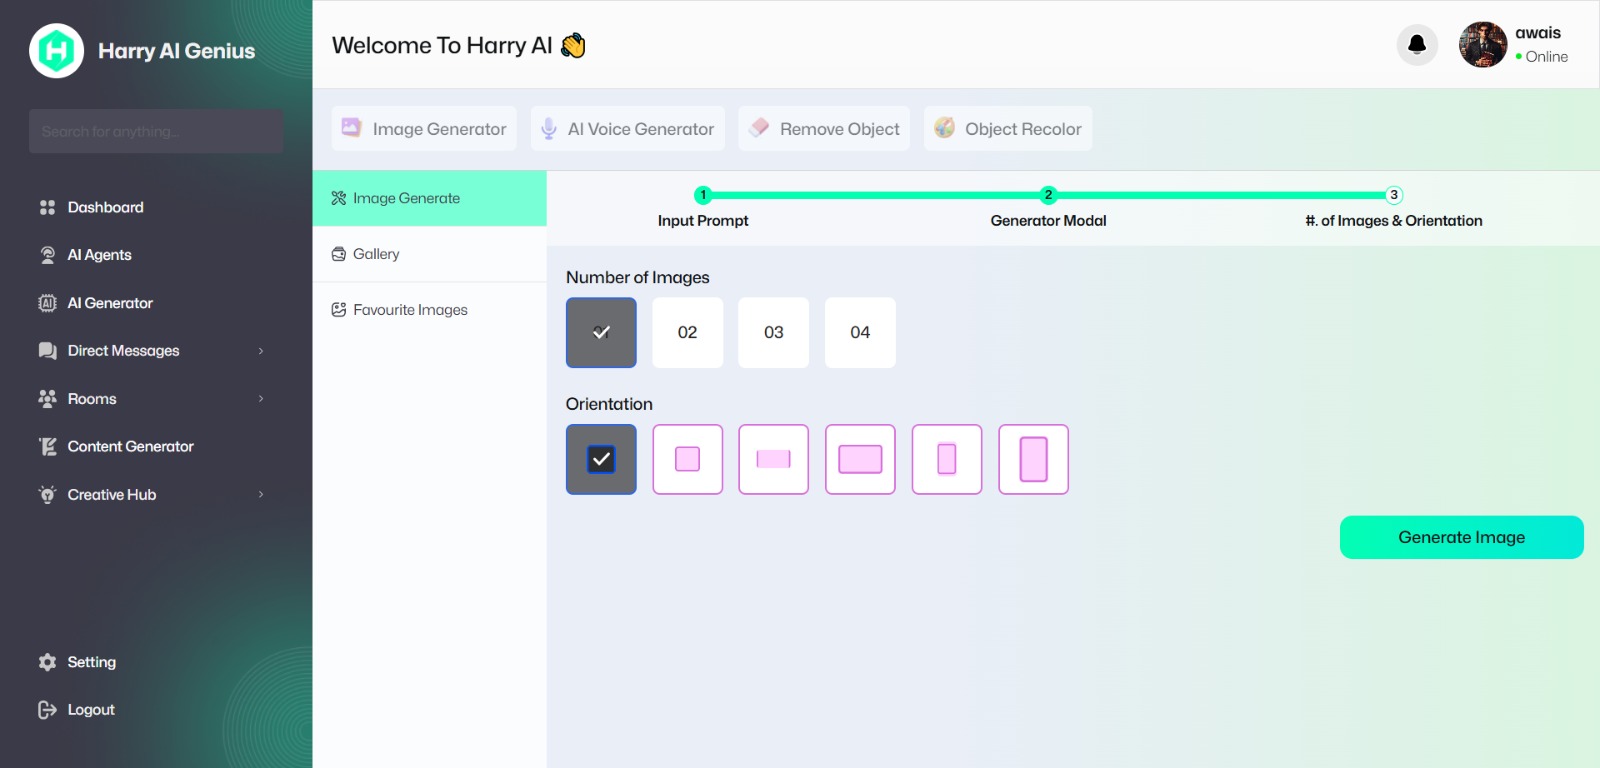 Harry AI Genius
Search for anything...
Dashboard
AI Agents
AI Generator
Direct Messages
Rooms
Content Generator
Creative Hub
Setting
Logout
Welcome To Harry AI 👋
awais
Online
Image Generator
AI Voice Generator
Remove Object
Object Recolor
Image Generate
Gallery
Favourite Images
1
2
3
Input Prompt
Generator Modal
#. of Images & Orientation
Number of Images
02
03
04
Orientation
Generate Image